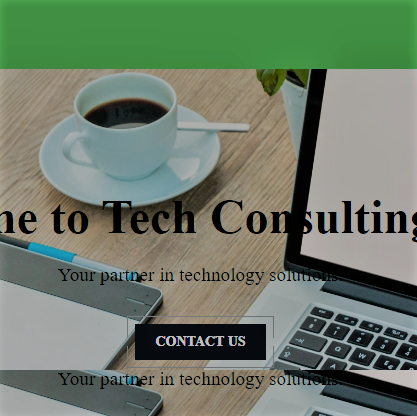 ne to Tech Consulting
Your partner in technology solutions.
CONTACT US
Your partner in technology solutions.